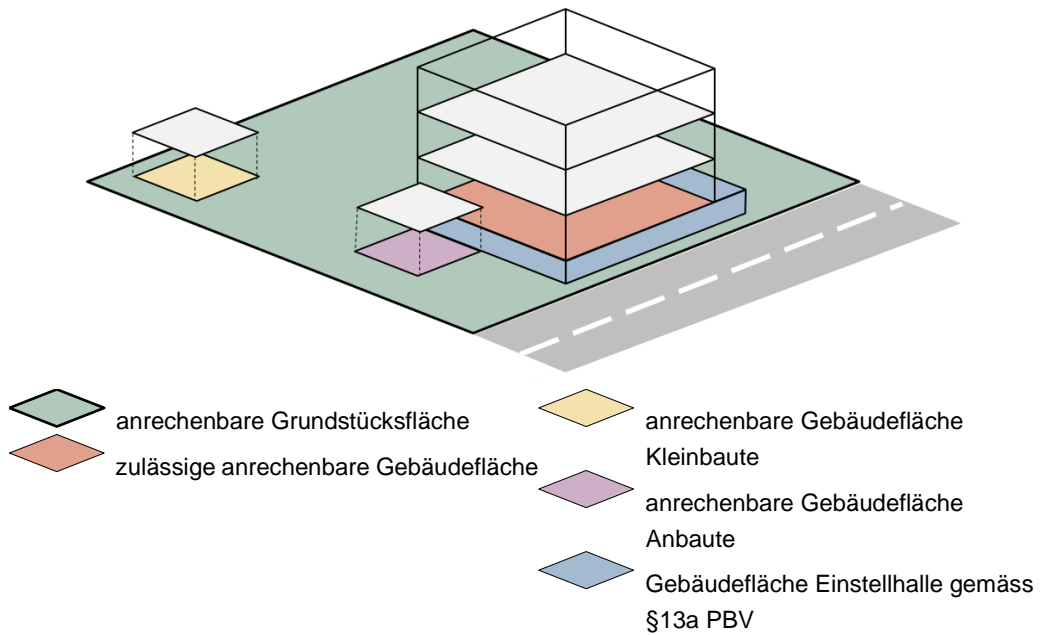 anrechenbare Grundstücksfläche
zulässige anrechenbare Gebäudefläche
anrechenbare Gebäudefläche
Kleinbaute
anrechenbare Gebäudefläche
Anbaute
Gebäudefläche Einstellhalle gemäss
§13a PBV